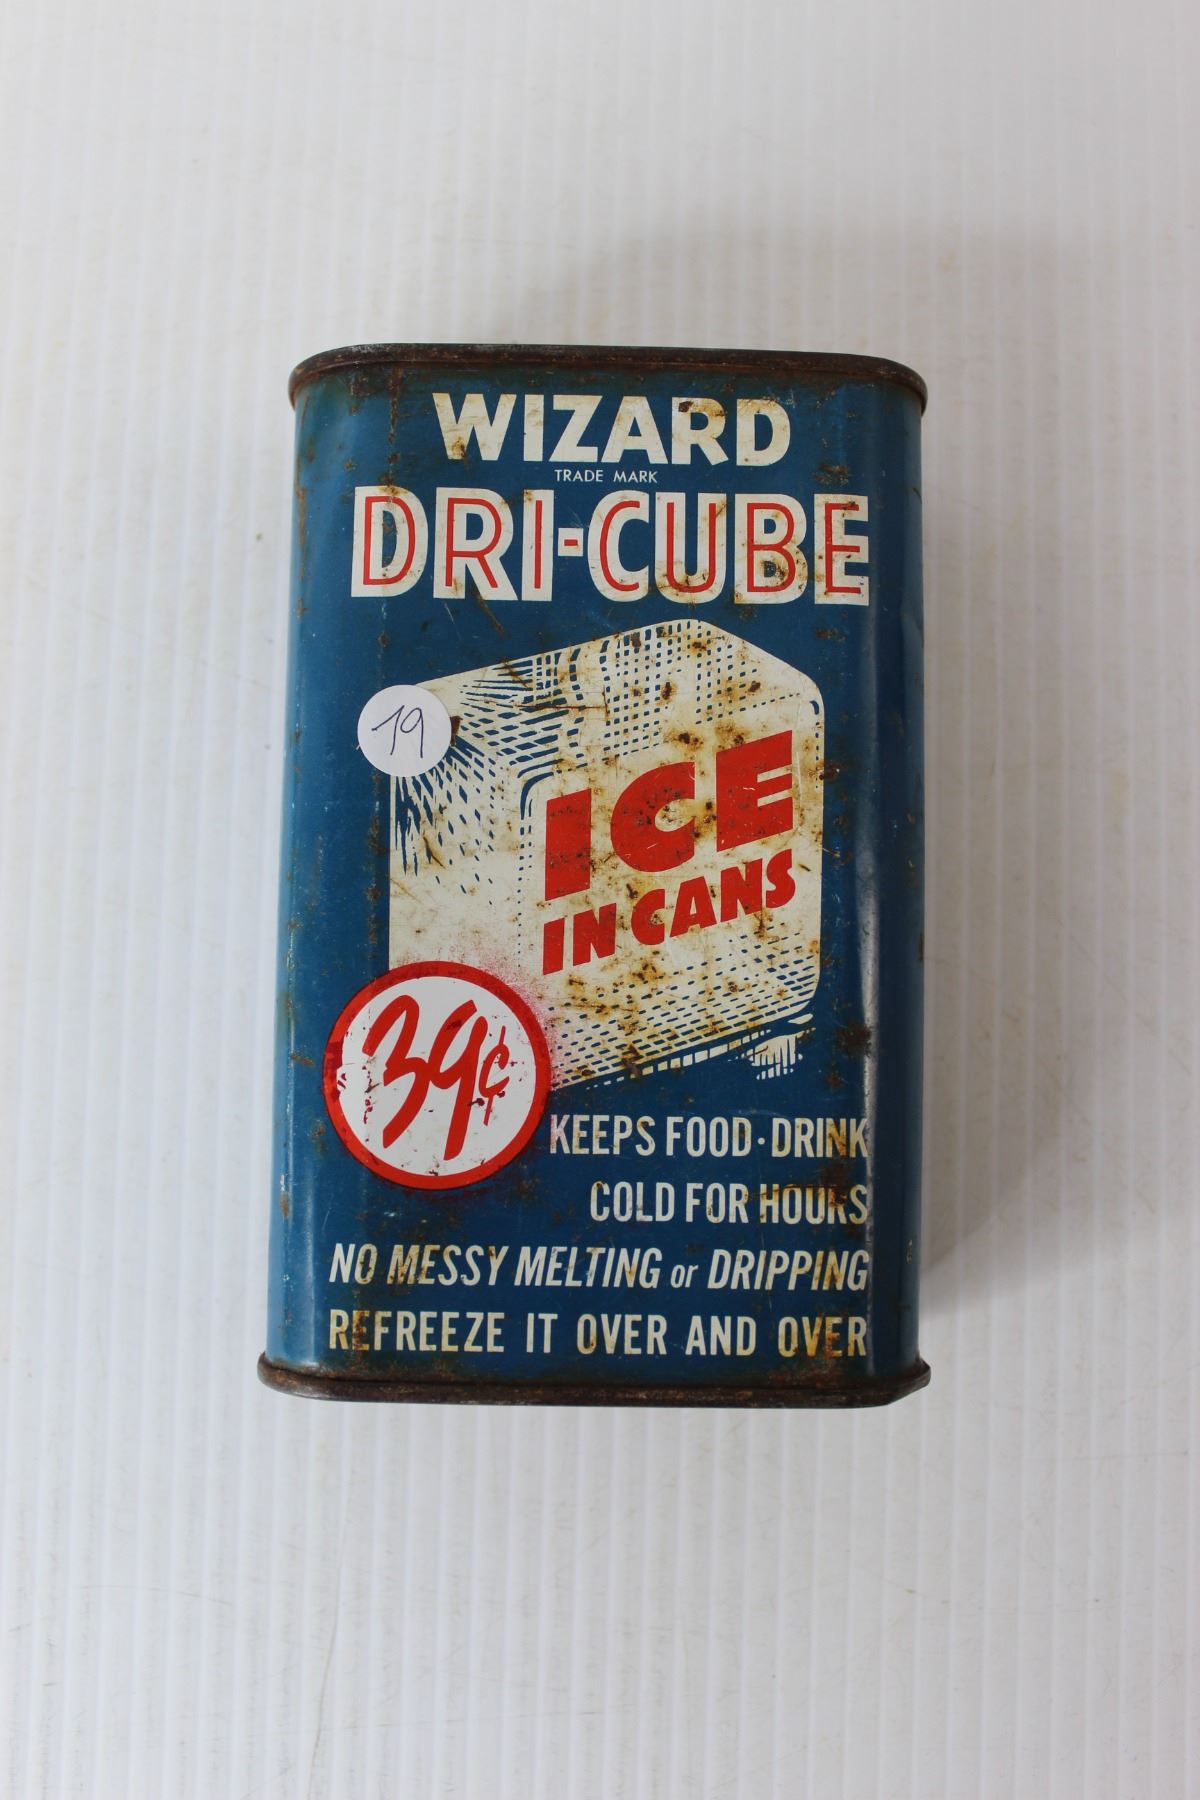 WIZARD
TRADE MARK
DRI-CUBE
19
ICE
IN CANS
39¢
KEEPS FOOD·DRINK
COLD FOR HOURS
NO MESSY MELTING or DRIPPING
REFREEZE IT OVER AND OVER